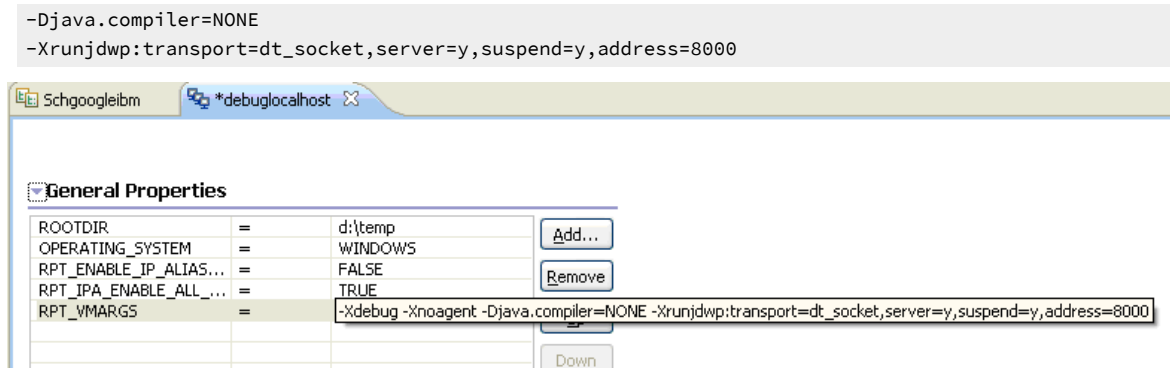 -Djava.compiler=NONE
-Xrunjdwp:transport=dt_socket,server=y,suspend=y,address=8000
Schgoogleibm *debuglocalhost
General Properties
ROOTDIR = d:\temp Add...
OPERATING_SYSTEM = WINDOWS
RPT_ENABLE_IP_ALIAS... = FALSE Remove
RPT_IPA_ENABLE_ALL_... = TRUE
RPT_VMARGS = -Xdebug -Xnoagent -Djava.compiler=NONE -Xrunjdwp:transport=dt_socket,server=y,suspend=y,address=8000
Down